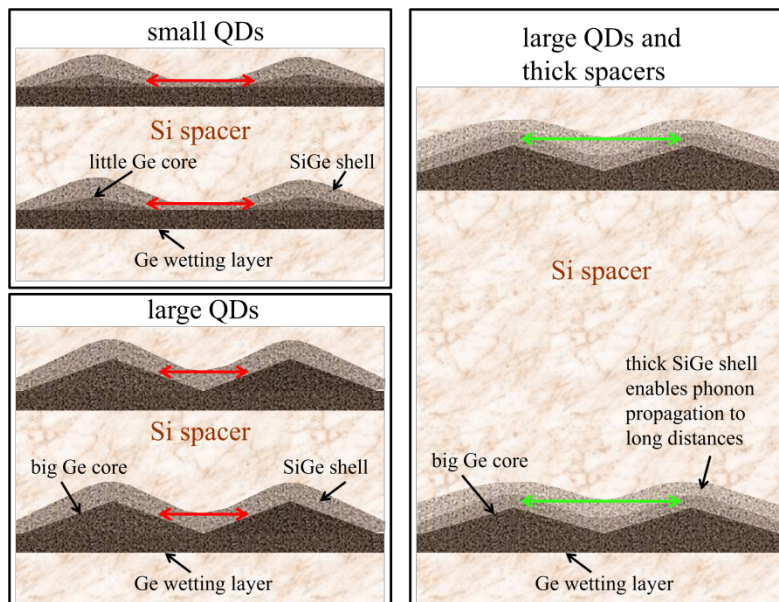 small QDs
Si spacer
little Ge core
SiGe shell
Ge wetting layer
large QDs
Si spacer
big Ge core
SiGe shell
Ge wetting layer
large QDs and
thick spacers
Si spacer
thick SiGe shell
enables phonon
propagation to
long distances
big Ge core
Ge wetting layer